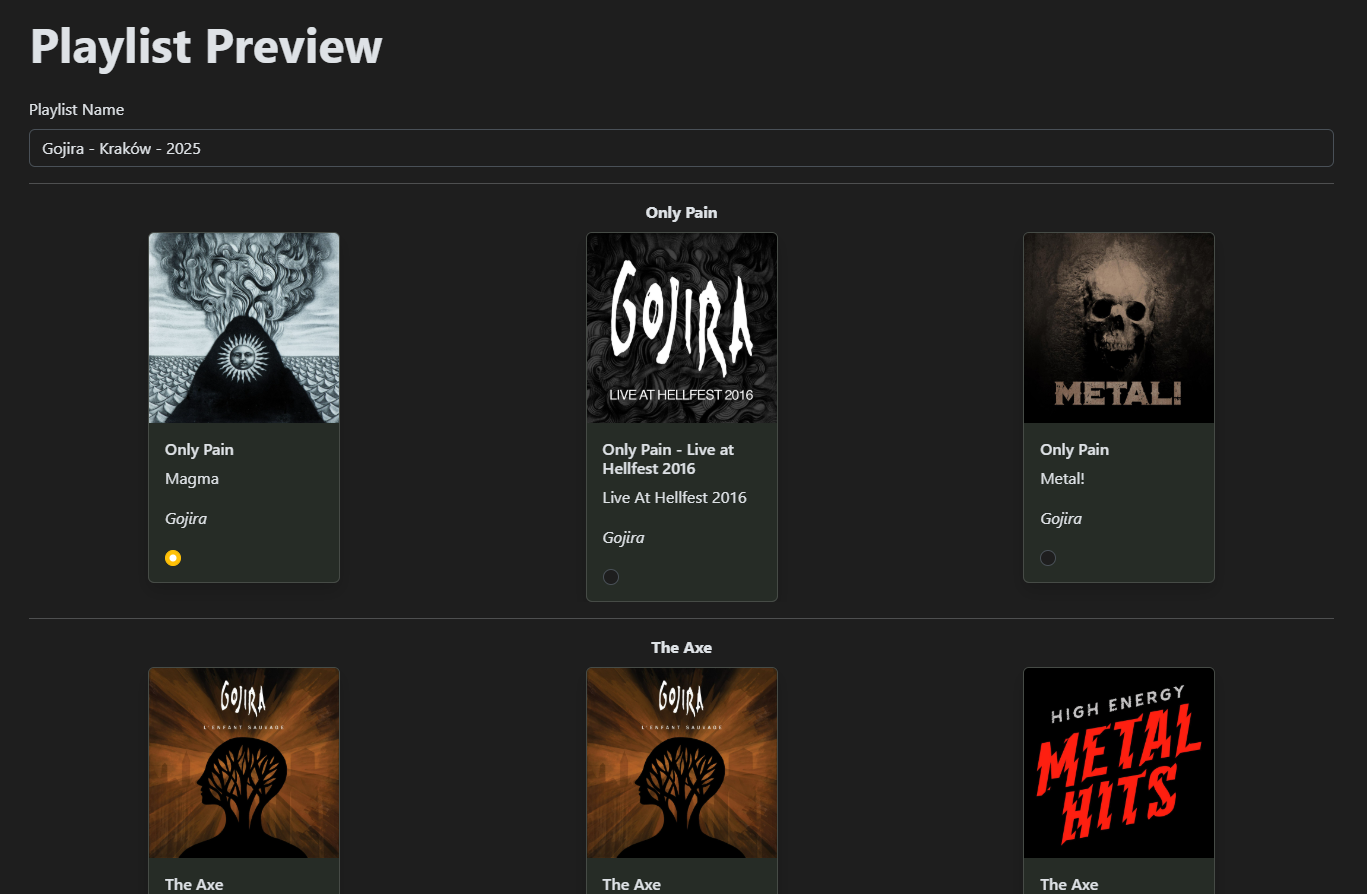 Playlist Preview
Playlist Name
Gojira - Kraków - 2025
Only Pain
GOJIRA
LIVE AT HELLFEST 2016
METAL!
Only Pain
Magma
Gojira
Only Pain - Live at
Hellfest 2016
Live At Hellfest 2016
Gojira
Only Pain
Metal!
Gojira
The Axe
GOJIRA
L'ENFANT SAUVAGE
GOJIRA
L'ENFANT SAUVAGE
HIGH ENERGY
METAL
HITS
The Axe
The Axe
The Axe